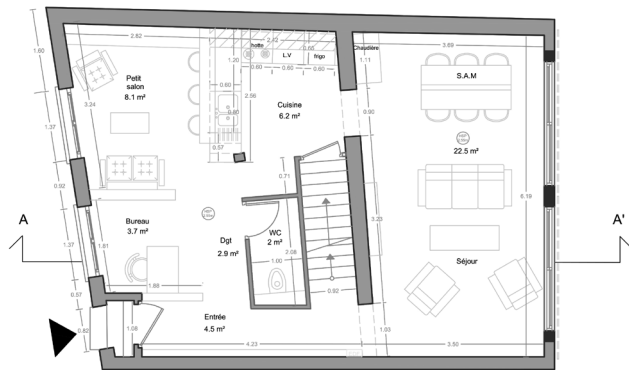 2.82
2.42
3.69
1.60
hotte
0.65
Chaudière
L.V
frigo
1.30
1.11
0.60
0.60
0.60
0.60
S.A.M
Petit
salon
8.1 m²
3.24
2.56
Cuisine
6.2 m²
0.90
1.37
22.5 m²
0.57
0.71
0.92
6.19
A
Bureau
3.7 m²
3.23
A'
Dgt
2.9 m²
WC
2 m²
1.37
1.81
2.08
1.00
Séjour
1.88
0.92
6.57
Entrée
4.5 m²
0.82
1.08
1.03
4.23
3.50